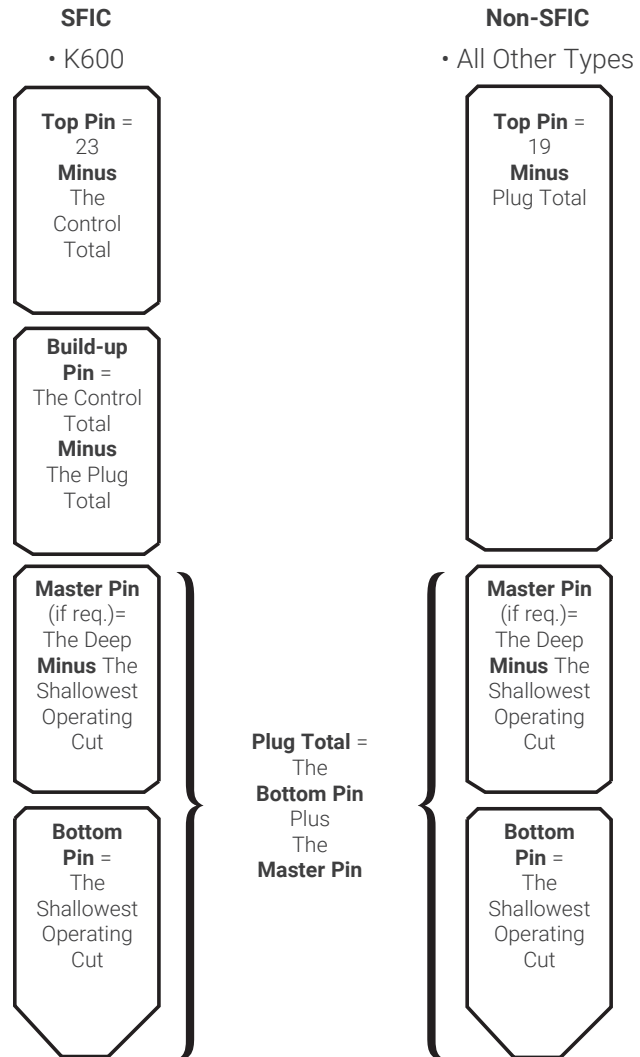 SFIC
• K600
Top Pin =
23
Minus
The
Control
Total
Build-up
Pin =
The Control
Total
Minus
The Plug
Total
Master Pin
(if req.)=
The Deep
Minus The
Shallowest
Operating
Cut
Bottom
Pin =
The
Shallowest
Operating
Cut
Plug Total =
The
Bottom Pin
Plus
The
Master Pin
Non-SFIC
• All Other Types
Top Pin =
19
Minus
Plug Total
Master Pin
(if req.)=
The Deep
Minus The
Shallowest
Operating
Cut
Bottom
Pin =
The
Shallowest
Operating
Cut